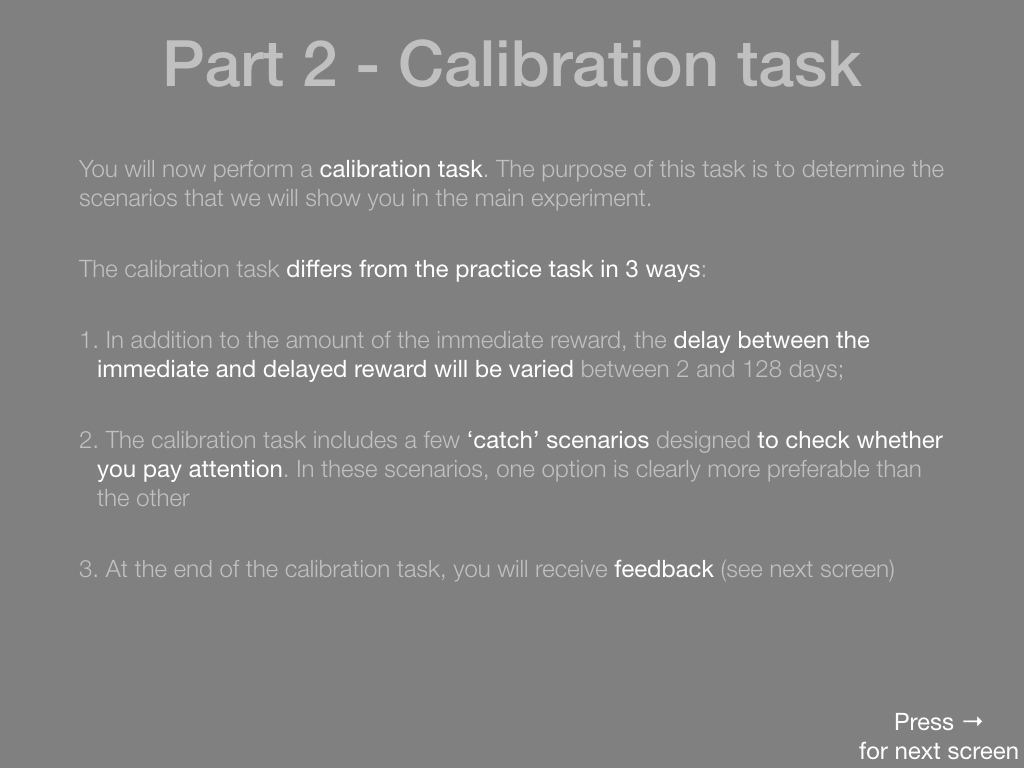 Part 2 - Calibration task
You will now perform a calibration task. The purpose of this task is to determine the
scenarios that we will show you in the main experiment.
The calibration task differs from the practice task in 3 ways:
1. In addition to the amount of the immediate reward, the delay between the
immediate and delayed reward will be varied between 2 and 128 days;
2. The calibration task includes a few ‘catch’ scenarios designed to check whether
you pay attention. In these scenarios, one option is clearly more preferable than
the other
3. At the end of the calibration task, you will receive feedback (see next screen)
Press →
for next screen